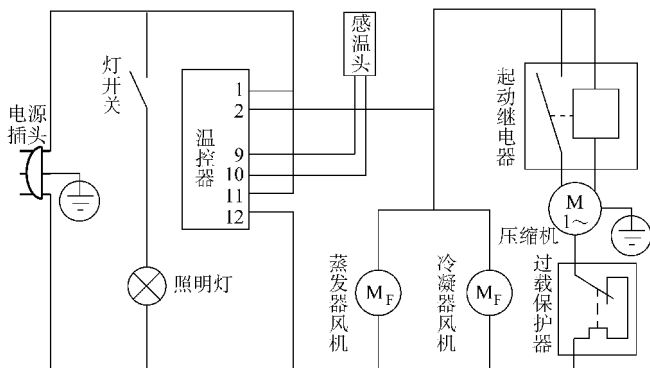 灯开关
电源
插头
温控器
1
2
9
10
11
12
感温头
起动继电器
M
1～
压缩机
照明灯
蒸发器风机
MF
冷凝器风机
MF
过载保护器